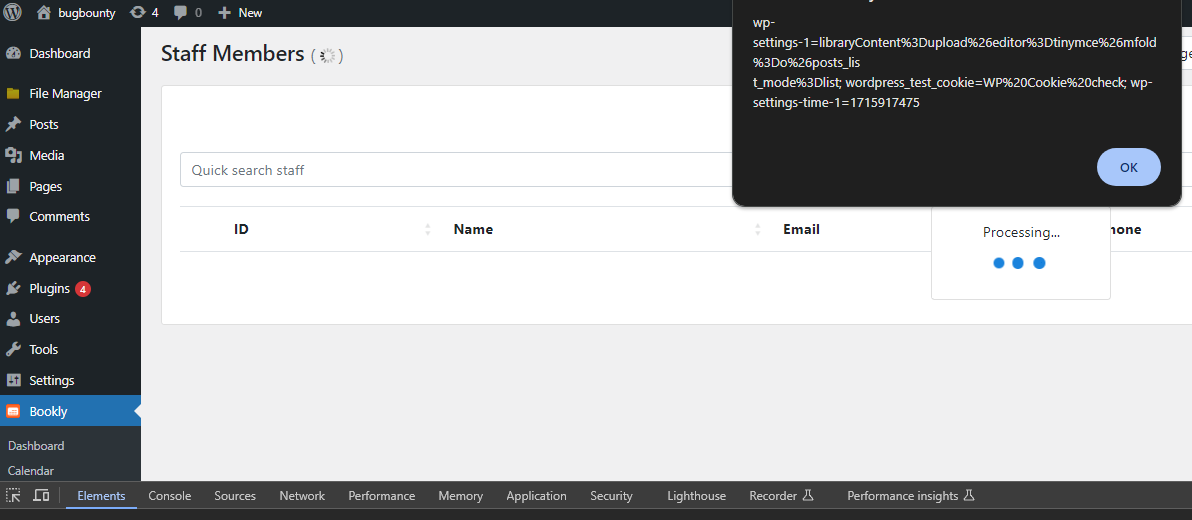 bugbounty 4 0 New
wp-
settings-1=libraryContent%3Dupload%26editor%3Dtinymce%26mfold
%3Do%26posts_lis
t_mode%3Dlist; wordpress_test_cookie=WP%20Cookie%20check; wp-
settings-time-1=1715917475
OK
Dashboard
File Manager
Posts
Media
Pages
Comments
Appearance
Plugins 4
Users
Tools
Settings
Bookly
Dashboard
Calendar
Staff Members ( )
Quick search staff
ID Name Email hone
Processing...
Elements Console Sources Network Performance Memory Application Security Lighthouse Recorder Performance insights